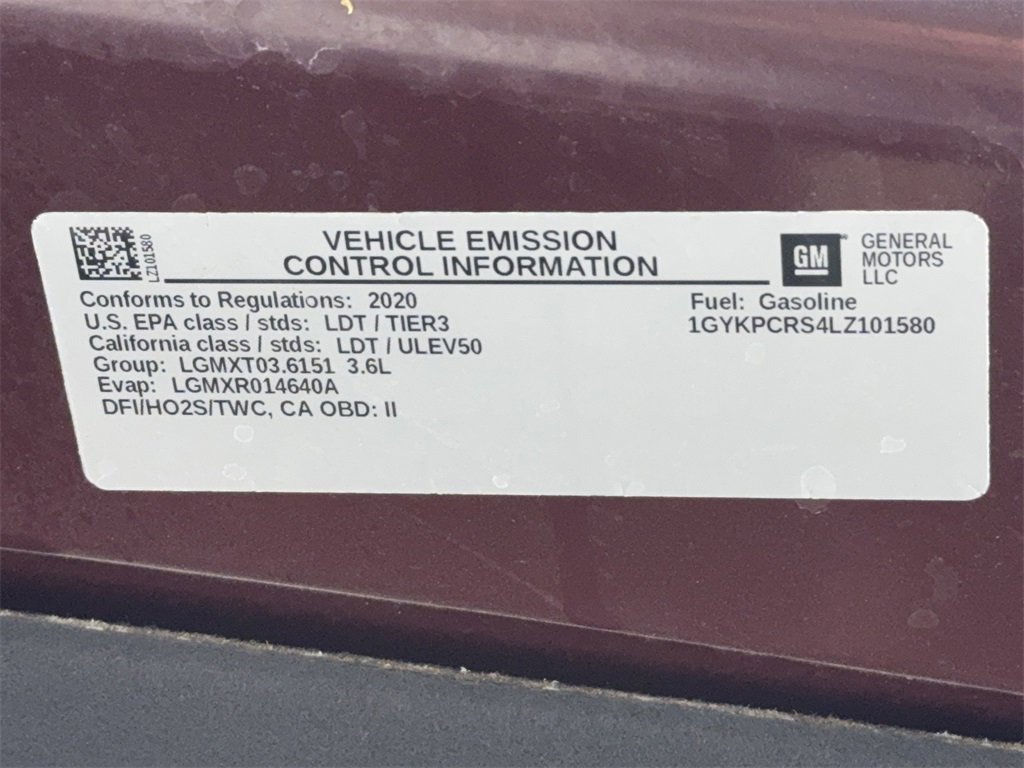 LZ101580
VEHICLE EMISSION
CONTROL INFORMATION
GM
GENERAL
MOTORS
LLC
Conforms to Regulations: 2020
U.S. EPA class / stds: LDT / TIER3
California class / stds: LDT / ULEV50
Group: LGMXT03.6151 3.6L
Evap: LGMXR014640A
DFI/HO2S/TWC, CA OBD: II
Fuel: Gasoline
1GYKPCRS4LZ101580